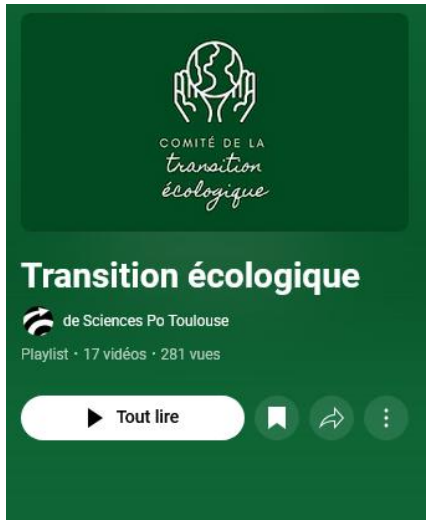 COMITÉ DE LA
transition
écologique
Transition écologique
de Sciences Po Toulouse
Playlist • 17 vidéos • 281 vues
Tout lire